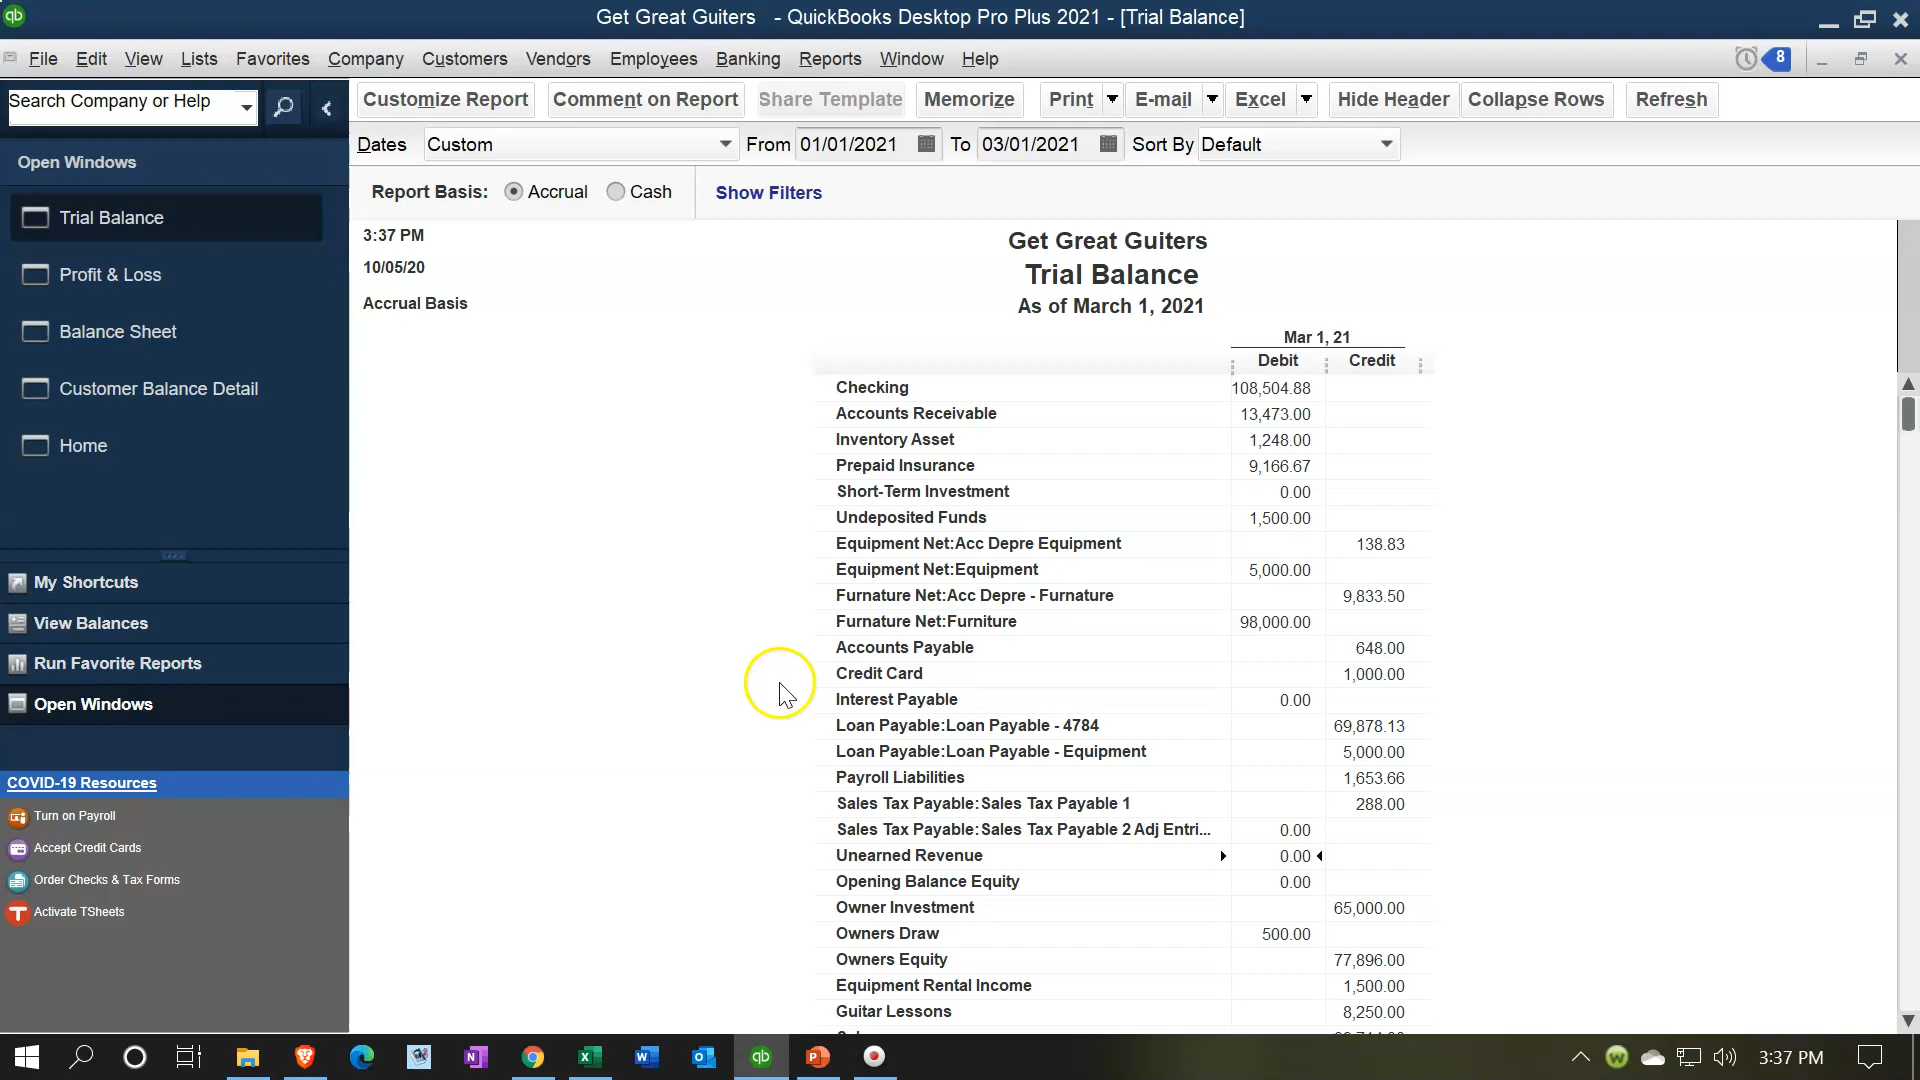 qb Get Great Guiters - QuickBooks Desktop Pro Plus 2021 - [Trial Balance]
File Edit View Lists Favorites Company Customers Vendors Employees Banking Reports Window Help 8
Search Company or Help
Customize Report Comment on Report Share Template Memorize Print E-mail Excel Hide Header Collapse Rows Refresh
Dates Custom From 01/01/2021 To 03/01/2021 Sort By Default
Report Basis: Accrual Cash Show Filters
Open Windows
Trial Balance
Profit & Loss
Balance Sheet
Customer Balance Detail
Home
My Shortcuts
View Balances
Run Favorite Reports
Open Windows
COVID-19 Resources
Turn on Payroll
Accept Credit Cards
Order Checks & Tax Forms
Activate TSheets
3:37 PM
10/05/20
Accrual Basis
Get Great Guiters
Trial Balance
As of March 1, 2021
Mar 1, 21
Debit Credit
Checking 108,504.88
Accounts Receivable 13,473.00
Inventory Asset 1,248.00
Prepaid Insurance 9,166.67
Short-Term Investment 0.00
Undeposited Funds 1,500.00
Equipment Net:Acc Depre Equipment 138.83
Equipment Net:Equipment 5,000.00
Furnature Net:Acc Depre - Furnature 9,833.50
Furnature Net:Furniture 98,000.00
Accounts Payable 648.00
Credit Card 1,000.00
Interest Payable 0.00
Loan Payable:Loan Payable - 4784 69,878.13
Loan Payable:Loan Payable - Equipment 5,000.00
Payroll Liabilities 1,653.66
Sales Tax Payable:Sales Tax Payable 1 288.00
Sales Tax Payable:Sales Tax Payable 2 Adj Entri... 0.00
Unearned Revenue 0.00
Opening Balance Equity 0.00
Owner Investment 65,000.00
Owners Draw 500.00
Owners Equity 77,896.00
Equipment Rental Income 1,500.00
Guitar Lessons 8,250.00
3:37 PM